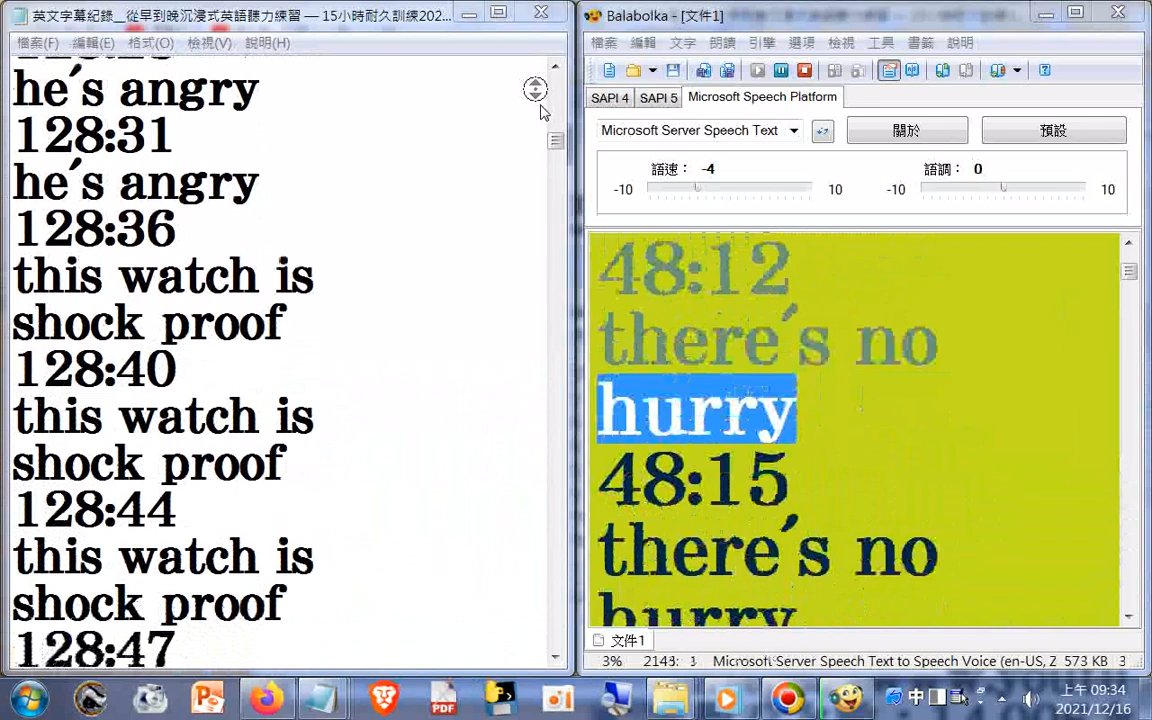 英文字幕紀錄__從早到晚沉浸式英語聽力練習 — 15小時耐久訓練202...
檔案(F) 編輯(E) 格式(O) 檢視(V) 說明(H)
he's angry
128:31
he's angry
128:36
this watch is
shock proof
128:40
this watch is
shock proof
128:44
this watch is
shock proof
128:47
Balabolka - [文件1]
檔案 編輯 文字 朗讀 引擎 選項 檢視 工具 書籤 說明
SAPI 4 SAPI 5 Microsoft Speech Platform
Microsoft Server Speech Text 關於 預設
語速： -4 語調： 0
-10 10 -10 10
48:12
there's no
hurry
48:15
there's no
hurry
文件1
3% 2143: 1 Microsoft Server Speech Text to Speech Voice (en-US, Z 573 KB 3
PDF
中
上午 09:34
2021/12/16